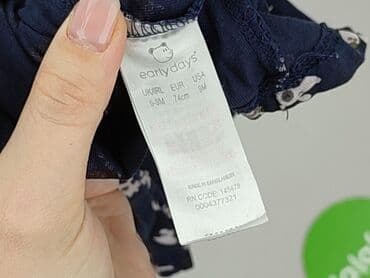 earlydays
UK/IRL EUR USA
6-9M 74cm 9M
MADE IN BANGLADESH
RN CODE: 145478
0004377321